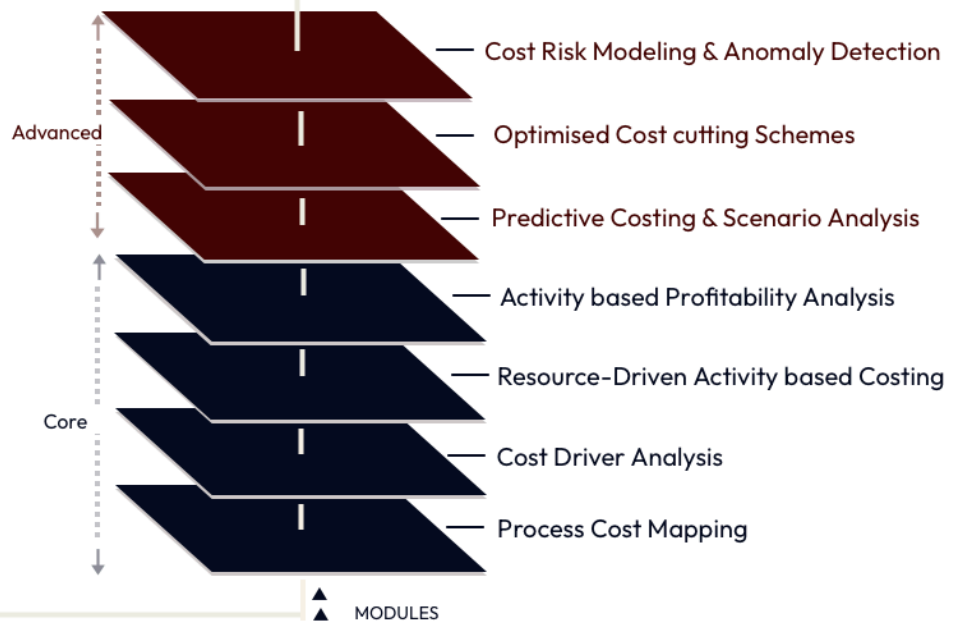 Cost Risk Modeling & Anomaly Detection
Advanced
Optimised Cost cutting Schemes
Predictive Costing & Scenario Analysis
Activity based Profitability Analysis
Resource-Driven Activity based Costing
Core
Cost Driver Analysis
Process Cost Mapping
MODULES